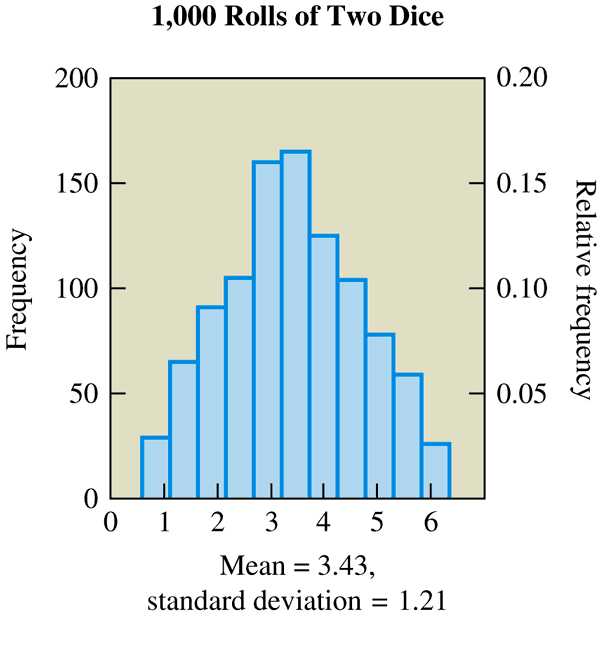 1,000 Rolls of Two Dice
200
150
100
50
0
Frequency
0.20
0.15
0.10
0.05
Relative frequency
0 1 2 3 4 5 6
Mean = 3.43,
standard deviation = 1.21